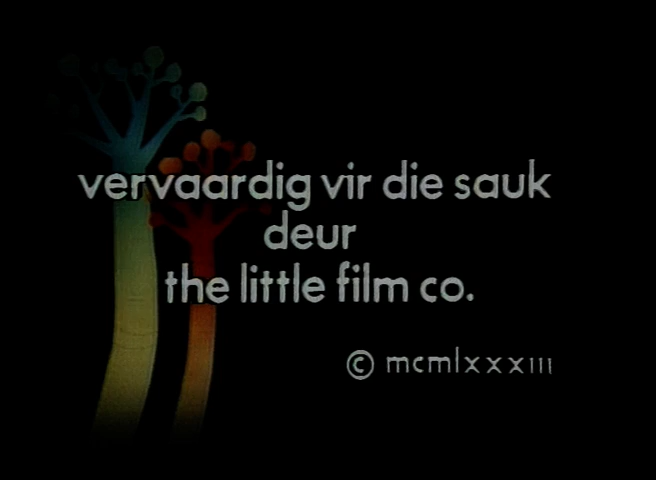 vervaardig vir die sauk
deur
the little film co.
© mcmlxxxiii